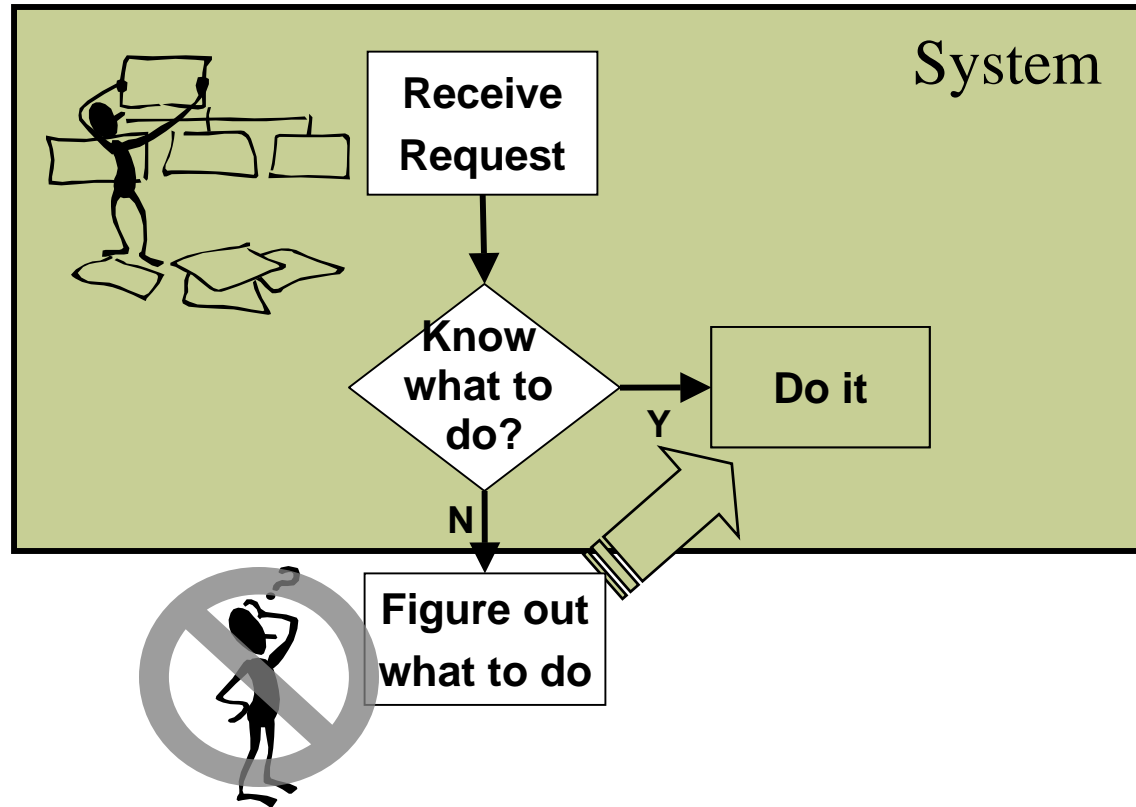 System
Receive
Request
Know
what to
do?
Y
Do it
N
?
Figure out
what to do